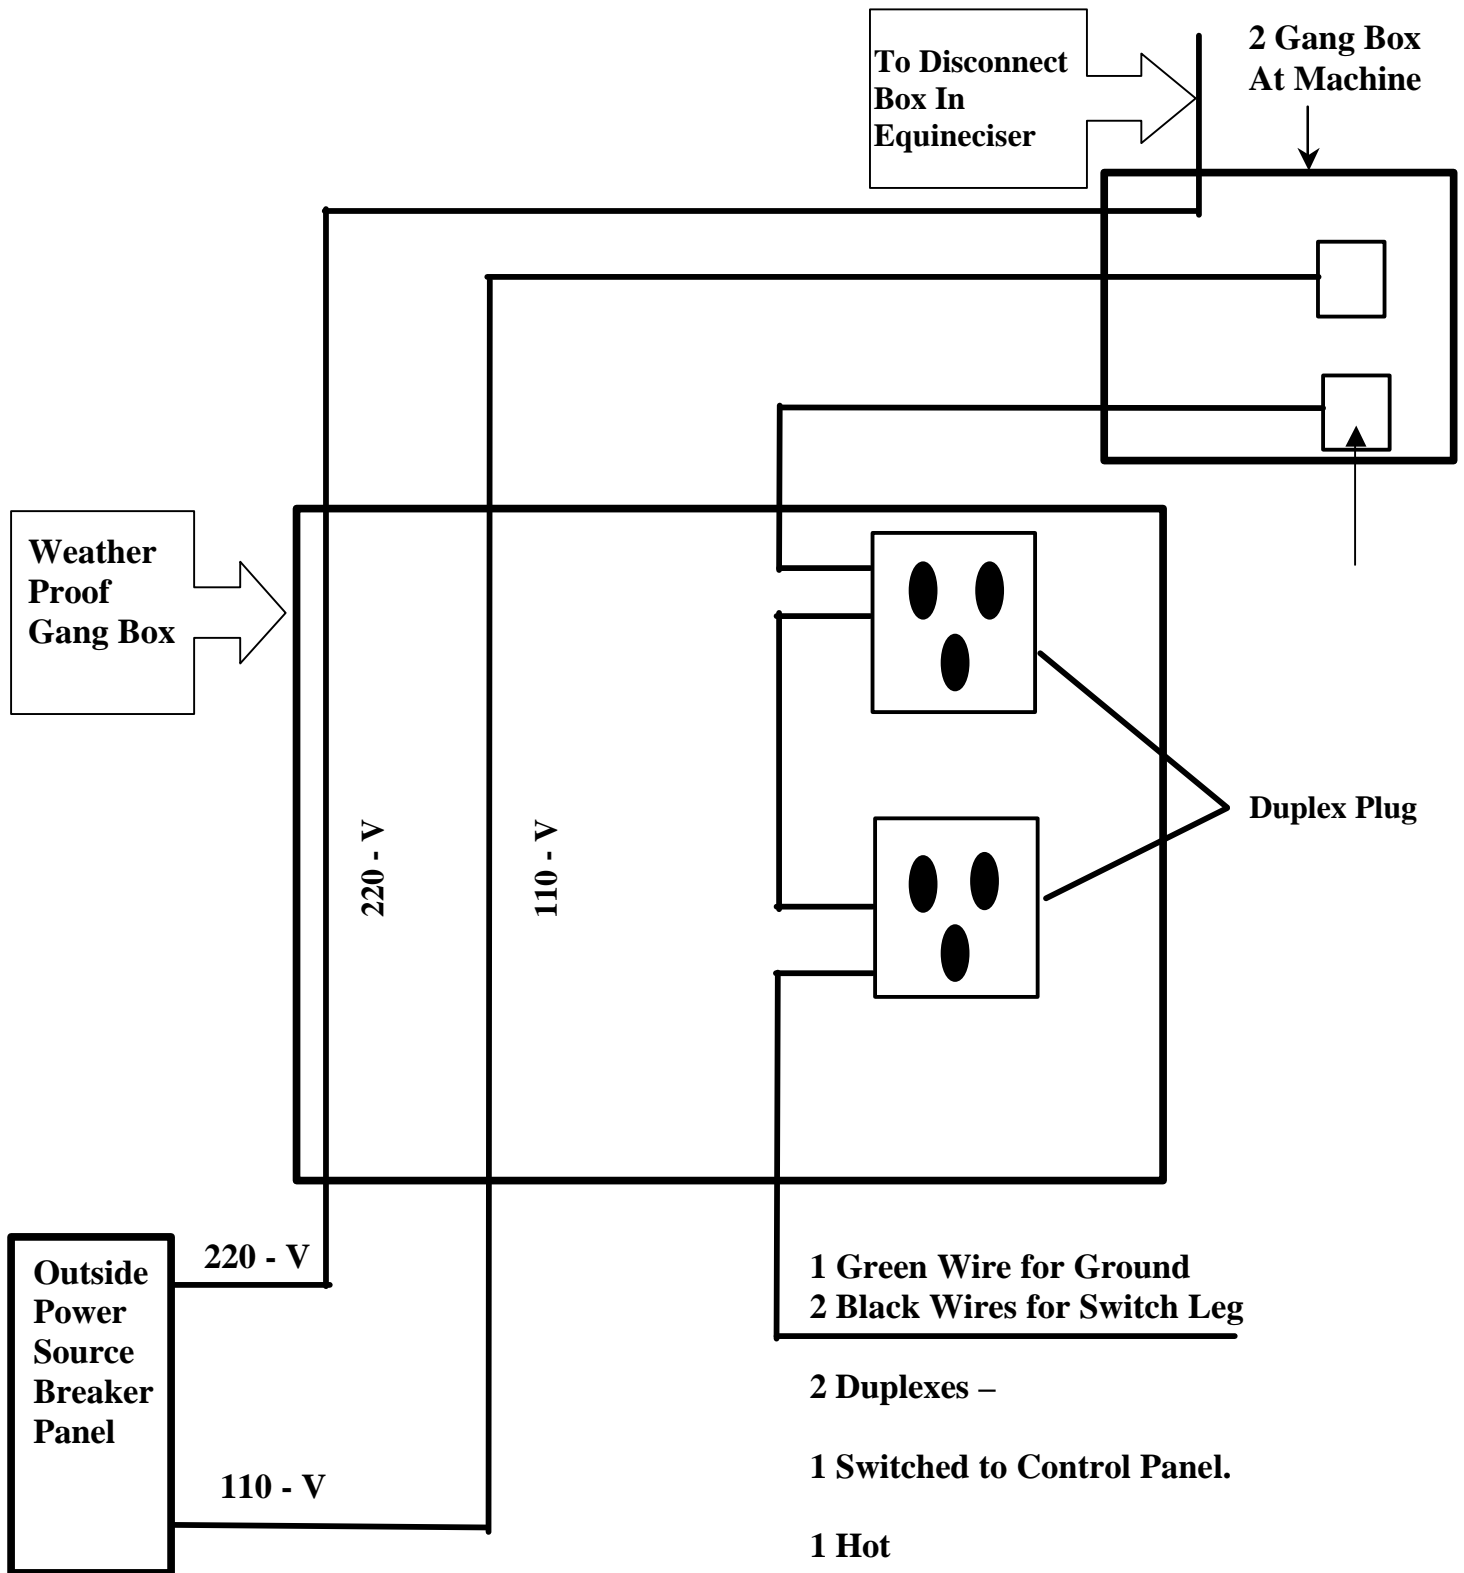 To Disconnect
Box In
Equineciser
2 Gang Box
At Machine
Weather
Proof
Gang Box
220 - V
110 - V
Duplex Plug
Outside
Power
Source
Breaker
Panel
220 - V
110 - V
1 Green Wire for Ground
2 Black Wires for Switch Leg
2 Duplexes –
1 Switched to Control Panel.
1 Hot